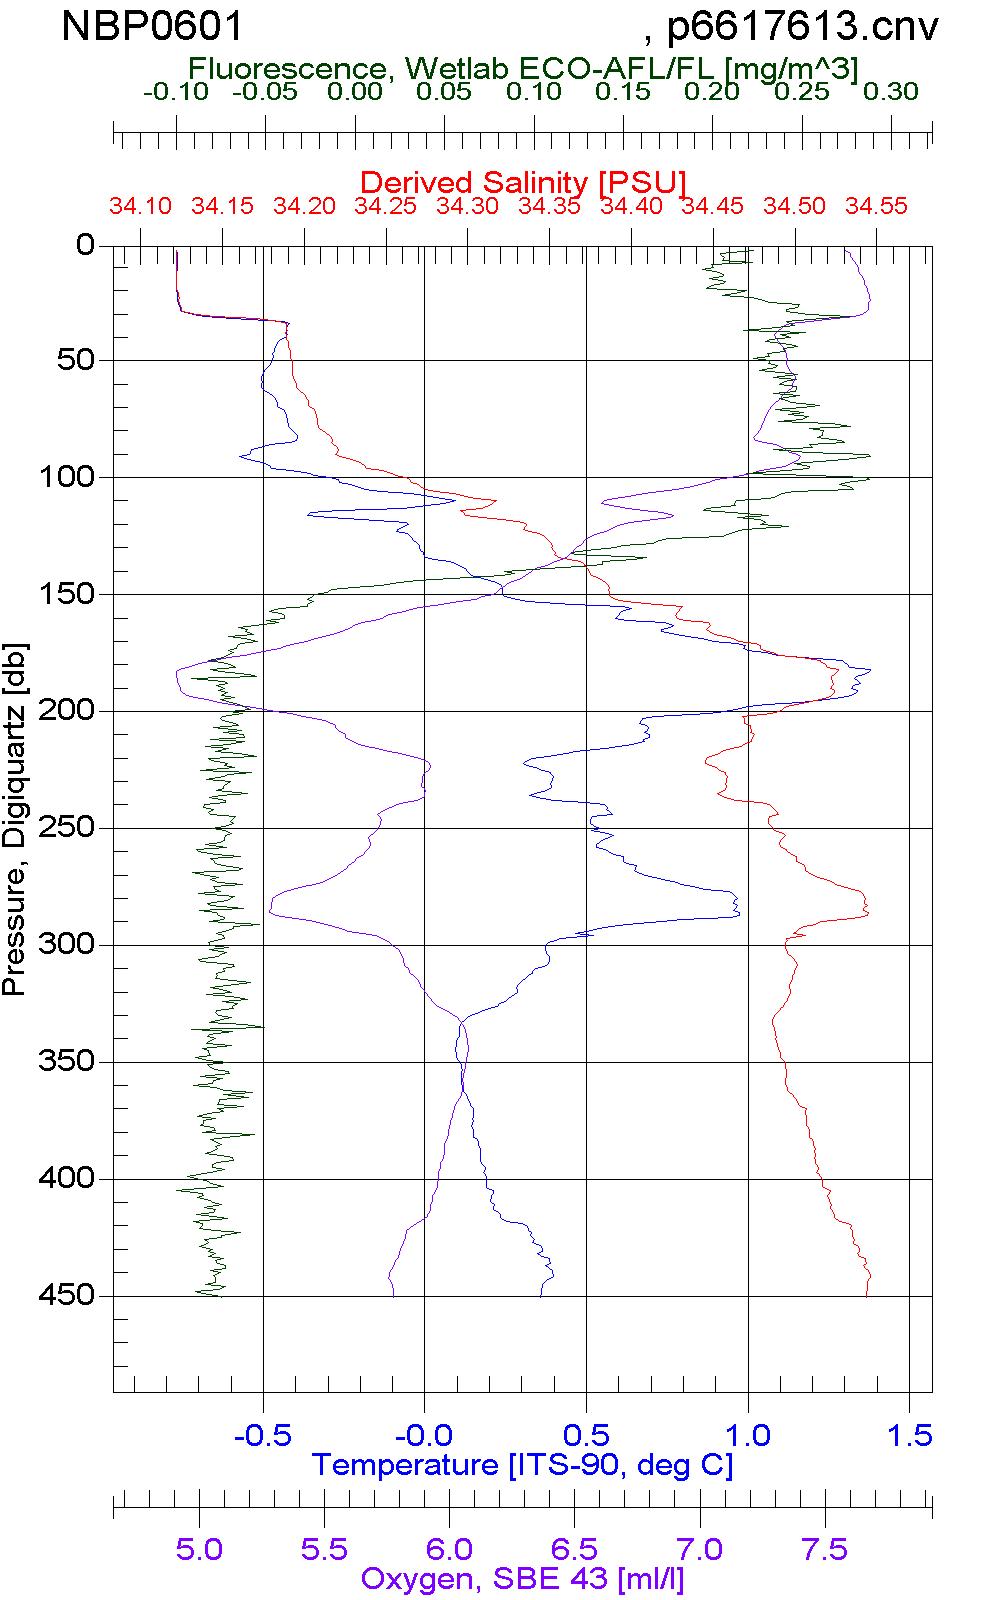 NBP0601 , p6617613.cnv
Fluorescence, Wetlab ECO-AFL/FL [mg/m^3]
-0.10 -0.05 0.00 0.05 0.10 0.15 0.20 0.25 0.30
Derived Salinity [PSU]
34.10 34.15 34.20 34.25 34.30 34.35 34.40 34.45 34.50 34.55
0
50
100
150
200
250
300
350
400
450
Pressure, Digiquartz [db]
-0.5 -0.0 0.5 1.0 1.5
Temperature [ITS-90, deg C]
5.0 5.5 6.0 6.5 7.0 7.5
Oxygen, SBE 43 [ml/l]